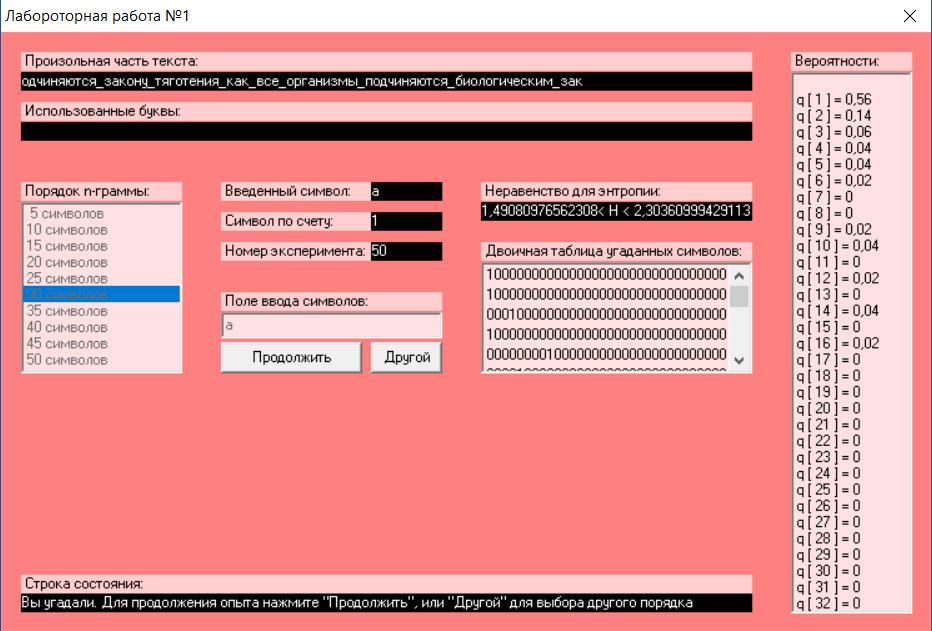 Лабороторная работа №1
Произольная часть текста:
одчиняются_закону_тяготения_как_все_организмы_подчиняются_биологическим_зак
Использованные буквы:
Порядок n-граммы:
5 символов
10 символов
15 символов
20 символов
25 символов
30 символов
35 символов
40 символов
45 символов
50 символов
Введенный символ: а
Символ по счету: 1
Номер эксперимента: 50
Поле ввода символов:
а
Продолжить
Другой
Неравенство для энтропии:
1,49080976562308< H < 2,30360999429113
Двоичная таблица угаданных символов:
10000000000000000000000000000000
10000000000000000000000000000000
00010000000000000000000000000000
10000000000000000000000000000000
00000000100000000000000000000000
Вероятности:
q [ 1 ] = 0,56
q [ 2 ] = 0,14
q [ 3 ] = 0,06
q [ 4 ] = 0,04
q [ 5 ] = 0,04
q [ 6 ] = 0,02
q [ 7 ] = 0
q [ 8 ] = 0
q [ 9 ] = 0,02
q [ 10 ] = 0,04
q [ 11 ] = 0
q [ 12 ] = 0,02
q [ 13 ] = 0
q [ 14 ] = 0,04
q [ 15 ] = 0
q [ 16 ] = 0,02
q [ 17 ] = 0
q [ 18 ] = 0
q [ 19 ] = 0
q [ 20 ] = 0
q [ 21 ] = 0
q [ 22 ] = 0
q [ 23 ] = 0
q [ 24 ] = 0
q [ 25 ] = 0
q [ 26 ] = 0
q [ 27 ] = 0
q [ 28 ] = 0
q [ 29 ] = 0
q [ 30 ] = 0
q [ 31 ] = 0
q [ 32 ] = 0
Строка состояния:
Вы угадали. Для продолжения опыта нажмите "Продолжить", или "Другой" для выбора другого порядка